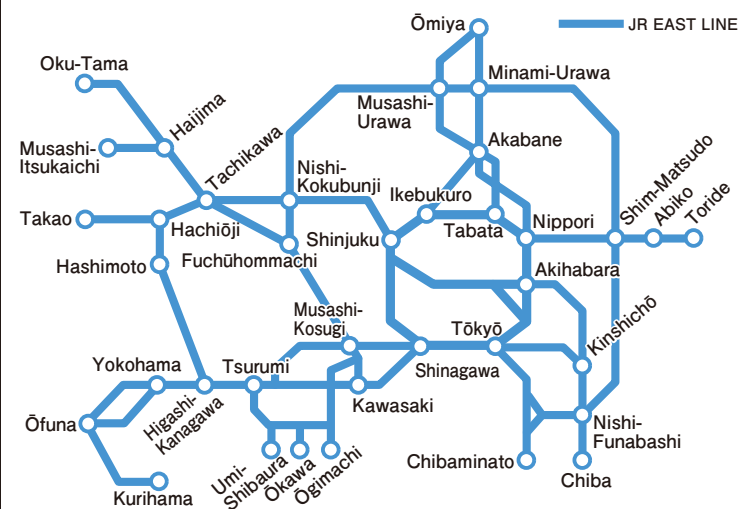 Ōmiya
JR EAST LINE
Oku-Tama
Minami-Urawa
Musashi-
Urawa
Haijima
Musashi-
Itsukaichi
Akabane
Tachikawa
Nishi-
Kokubunji
Shim-Matsudo
Abiko
Toride
Ikebukuro
Takao
Hachiōji
Tabata
Nippori
Shinjuku
Fuchūhommachi
Hashimoto
Akihabara
Musashi-
Kosugi
Tōkyō
Kinshichō
Yokohama
Tsurumi
Shinagawa
Higashi-
Kanagawa
Kawasaki
Ōfuna
Nishi-
Funabashi
Umi-
Shibaura
Ōkawa
Ōgimachi
Chibaminato
Chiba
Kurihama